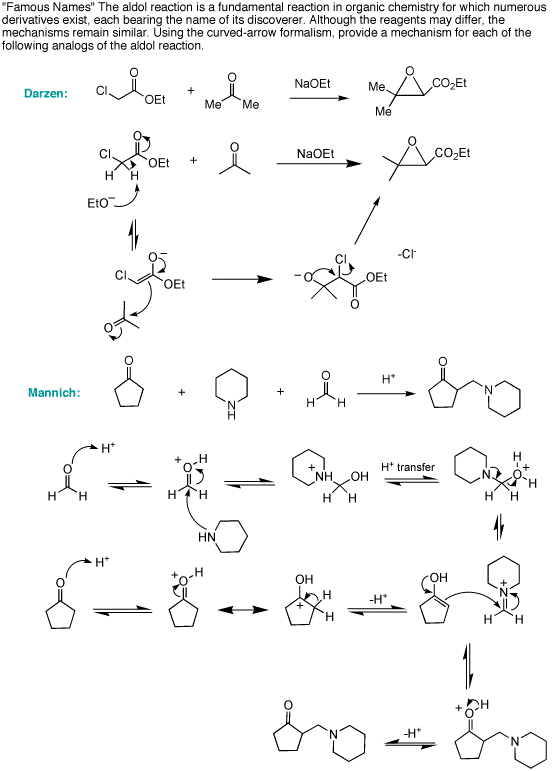 "Famous Names" The aldol reaction is a fundamental reaction in organic chemistry for which numerous
derivatives exist, each bearing the name of its discoverer. Although the reagents may differ, the
mechanisms remain similar. Using the curved-arrow formalism, provide a mechanism for each of the
following analogs of the aldol reaction.
Darzen: Cl O OEt + O Me Me NaOEt O Me Me CO2Et
Cl O OEt H H + O NaOEt O CO2Et
EtO−
Cl O− OEt −O Cl OEt O -Cl-
O
Mannich: O + N H + O H H H+ O N
O H H H+ + O H H H N + NH OH H H H+ transfer N H O + H H H
HN
O H+ + O H OH + H H -H+ OH N + H H
O N -H+ + O H N